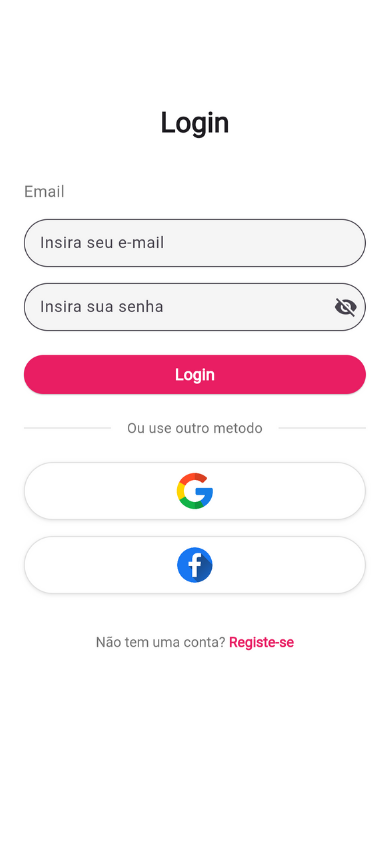 Login
Email
Insira seu e-mail
Insira sua senha
Login
Ou use outro metodo
Não tem uma conta? Registe-se